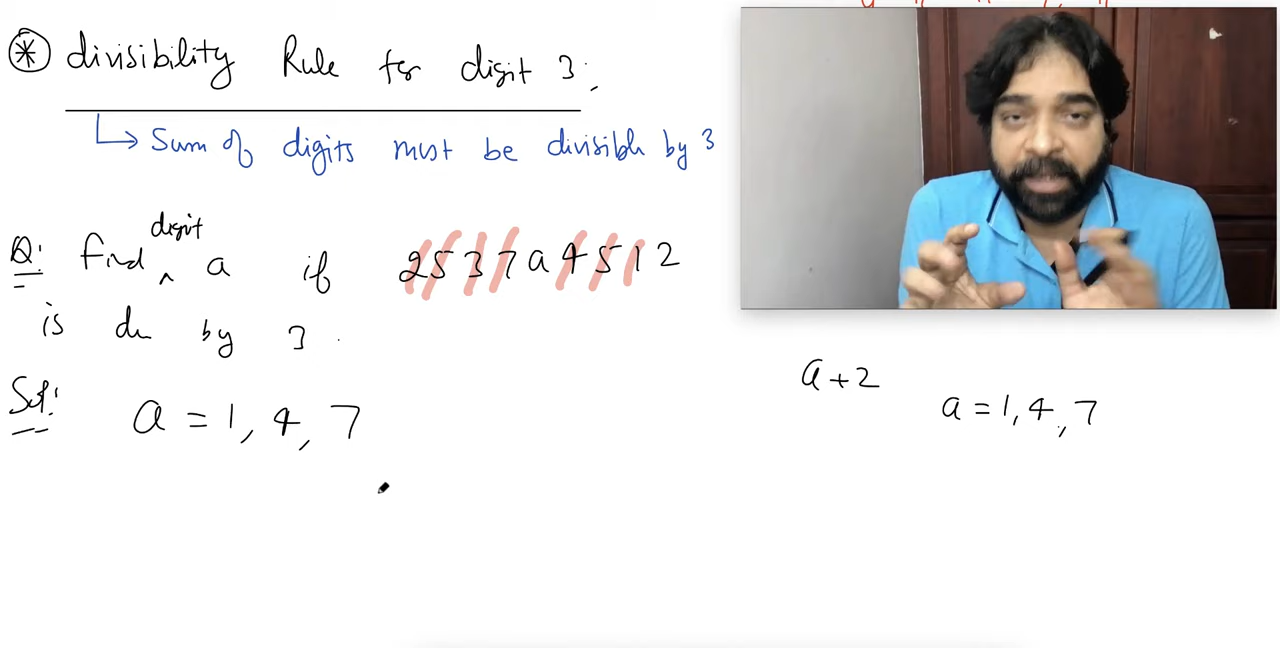 * divisibility Rule for digit 3,
↳ Sum of digits must be divisible by 3
Q: find digit a if 2537a4512
is div by 3.
Sol:
a = 1, 4, 7
a + 2
a = 1, 4, 7